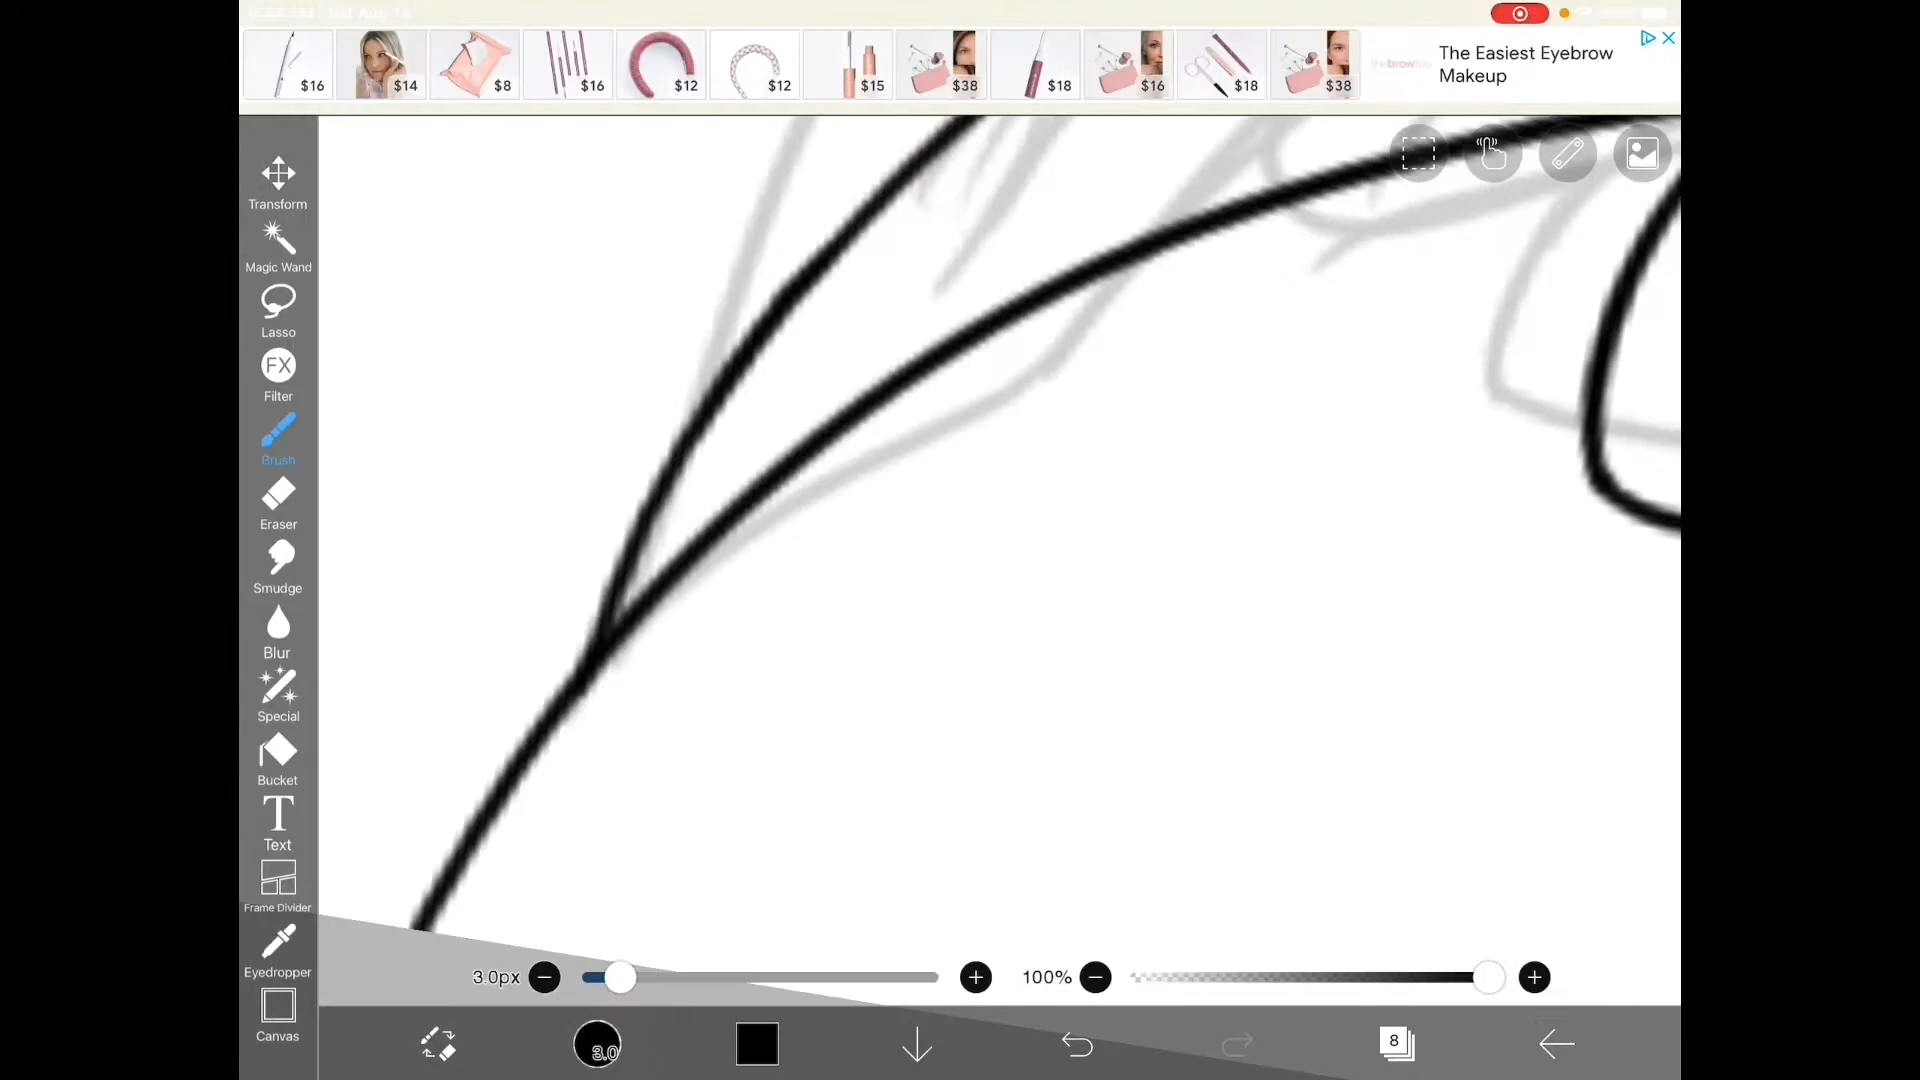 $16
$14
$8
$16
$12
$12
$15
$38
$18
$16
$18
$38
The Easiest Eyebrow
Makeup
Transform
Magic Wand
Lasso
FX
Filter
Brush
Eraser
Smudge
Blur
Special
Bucket
T
Text
Frame Divider
Eyedropper
Canvas
3.0px
100%
3.0
8